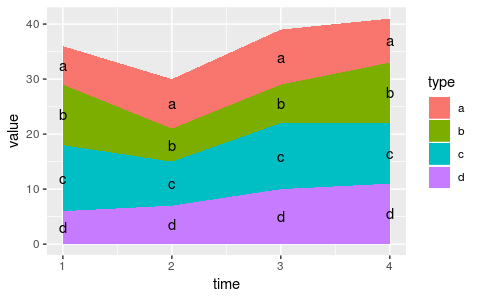 40
30
20
10
0
value
a a a a
b b b b
c c c c
d d d d
1 2 3 4
time
type
a
b
c
d